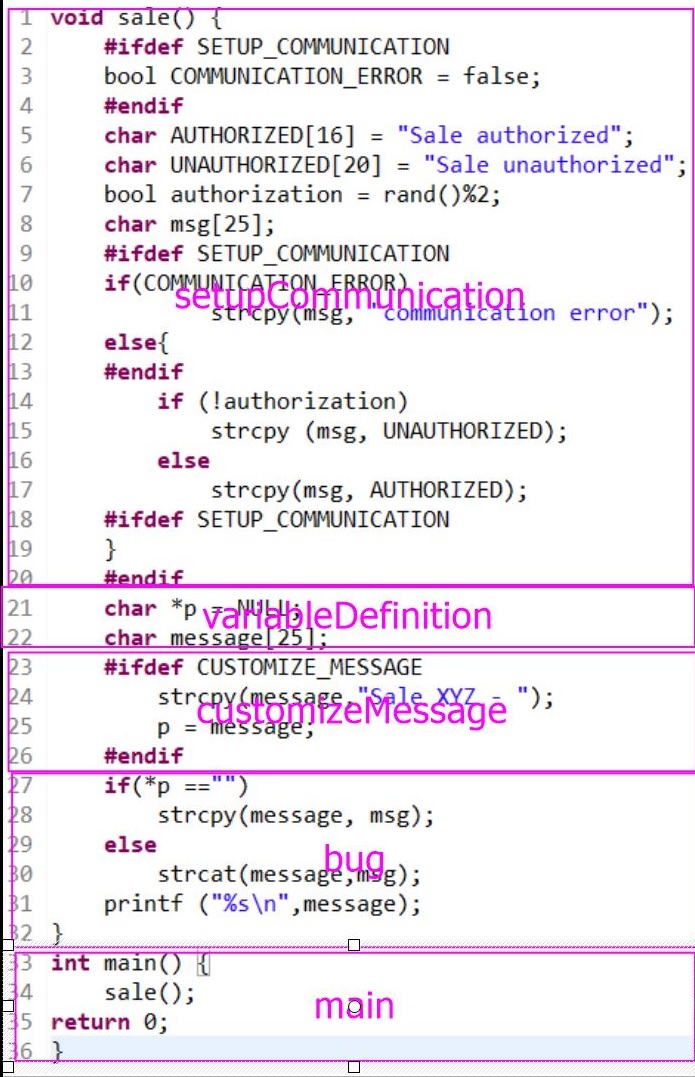 1 void sale() {
2 #ifdef SETUP_COMMUNICATION
3 bool COMMUNICATION_ERROR = false;
4 #endif
5 char AUTHORIZED[16] = "Sale authorized";
6 char UNAUTHORIZED[20] = "Sale unauthorized";
7 bool authorization = rand()%2;
8 char msg[25];
9 #ifdef SETUP_COMMUNICATION
10 if(COMMUNICATION_ERROR)
setupCommunication
11 strcpy(msg, "communication error");
12 else{
13 #endif
14 if (!authorization)
15 strcpy (msg, UNAUTHORIZED);
16 else
17 strcpy(msg, AUTHORIZED);
18 #ifdef SETUP_COMMUNICATION
19 }
20 #endif
21 char *p = NULL;
variableDefinition
22 char message[25];
23 #ifdef CUSTOMIZE_MESSAGE
24 strcpy(message,"Sale XYZ - ");
customizeMessage
25 p = message;
26 #endif
27 if(*p =="")
28 strcpy(message, msg);
29 else
bug
30 strcat(message,msg);
31 printf ("%s\n",message);
32 }
33 int main() {
34 sale();
main
35 return 0;
36 }